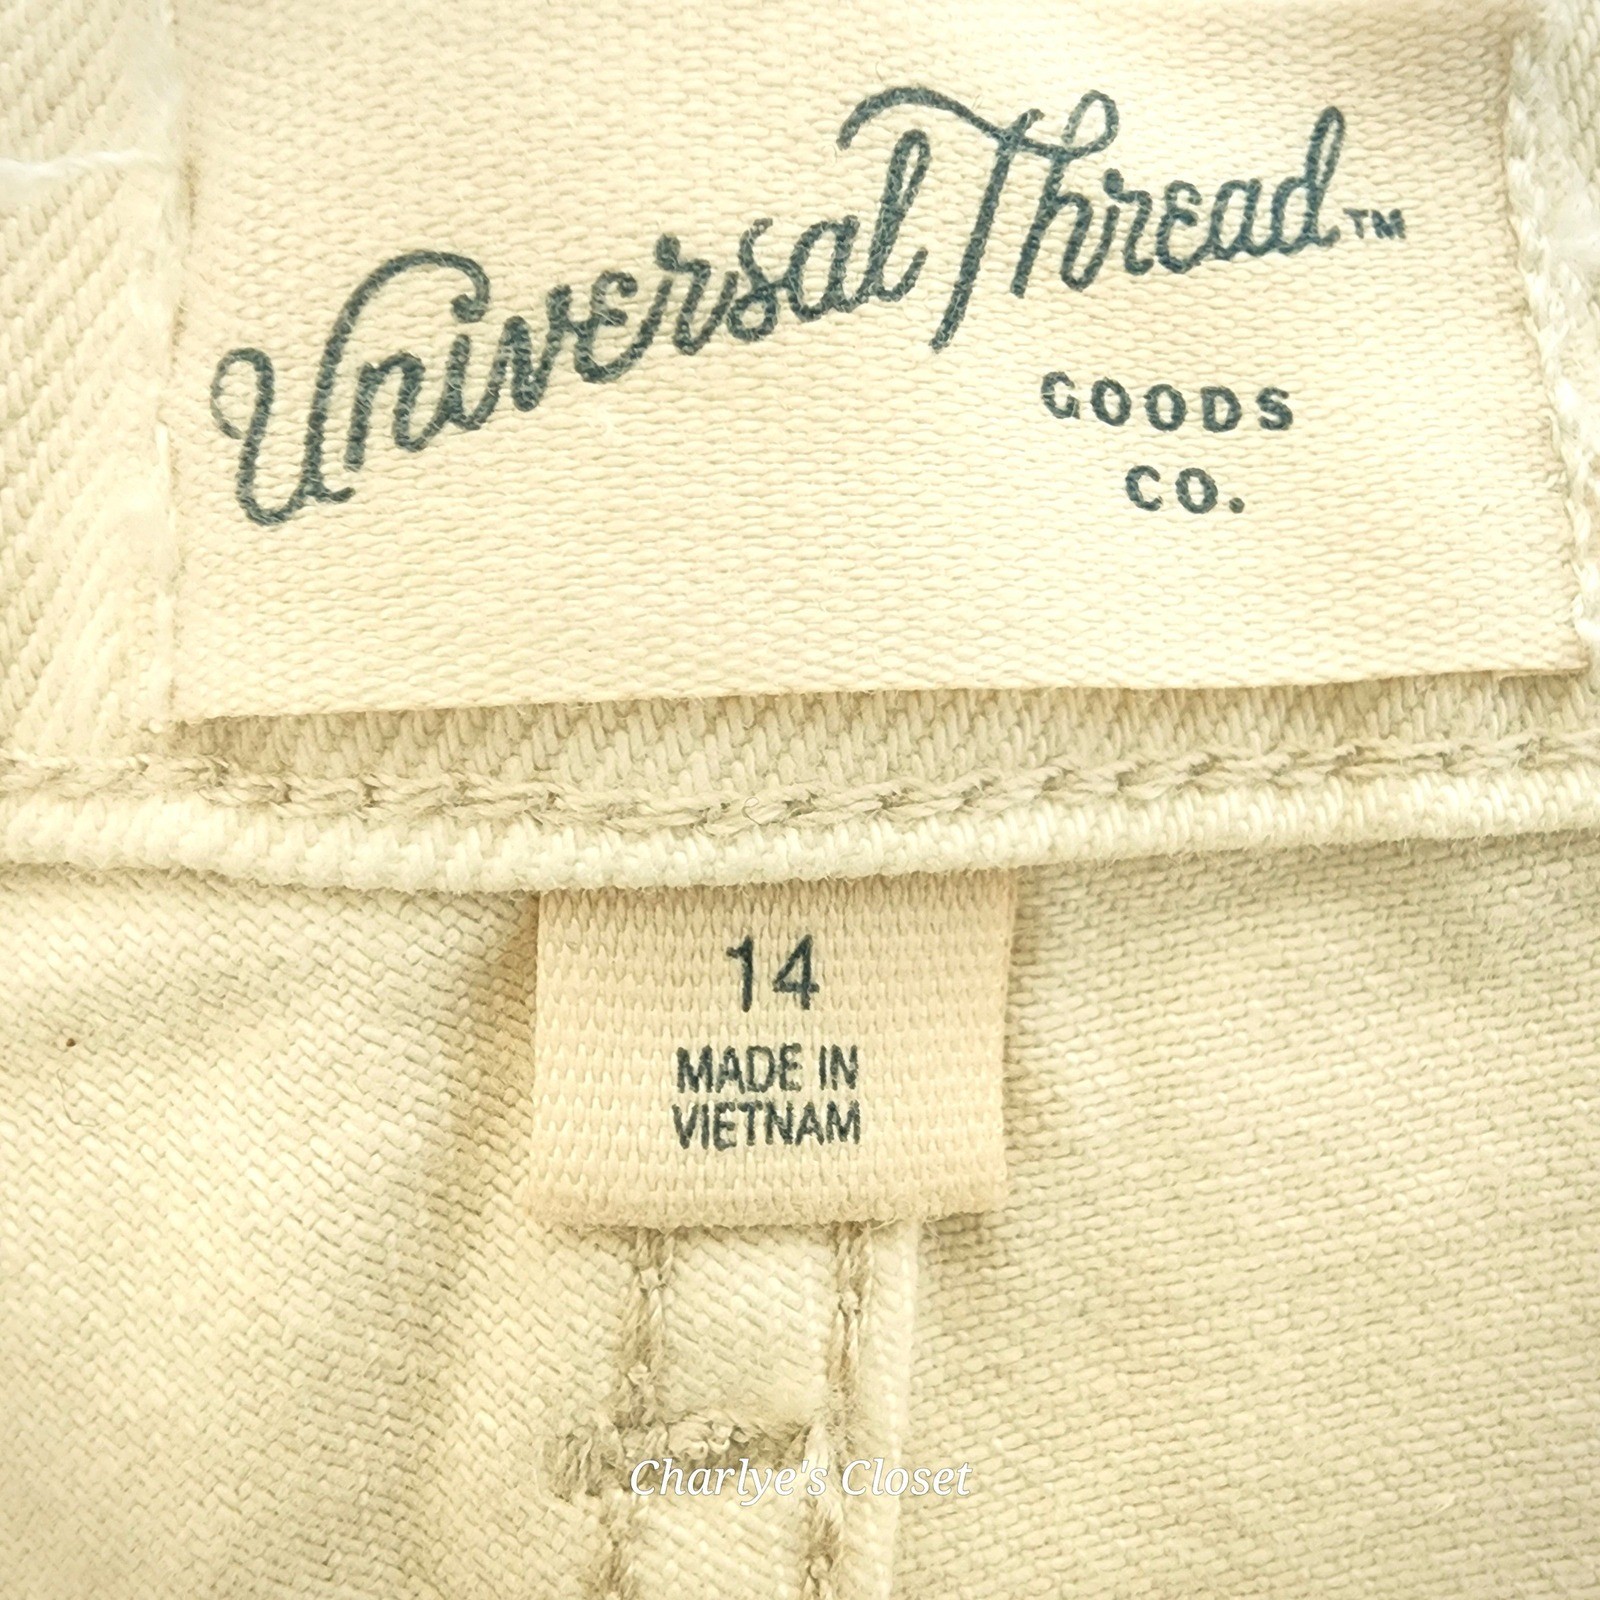 Universal Thread™
GOODS
CO.
14
MADE IN
VIETNAM
Charlye's Closet